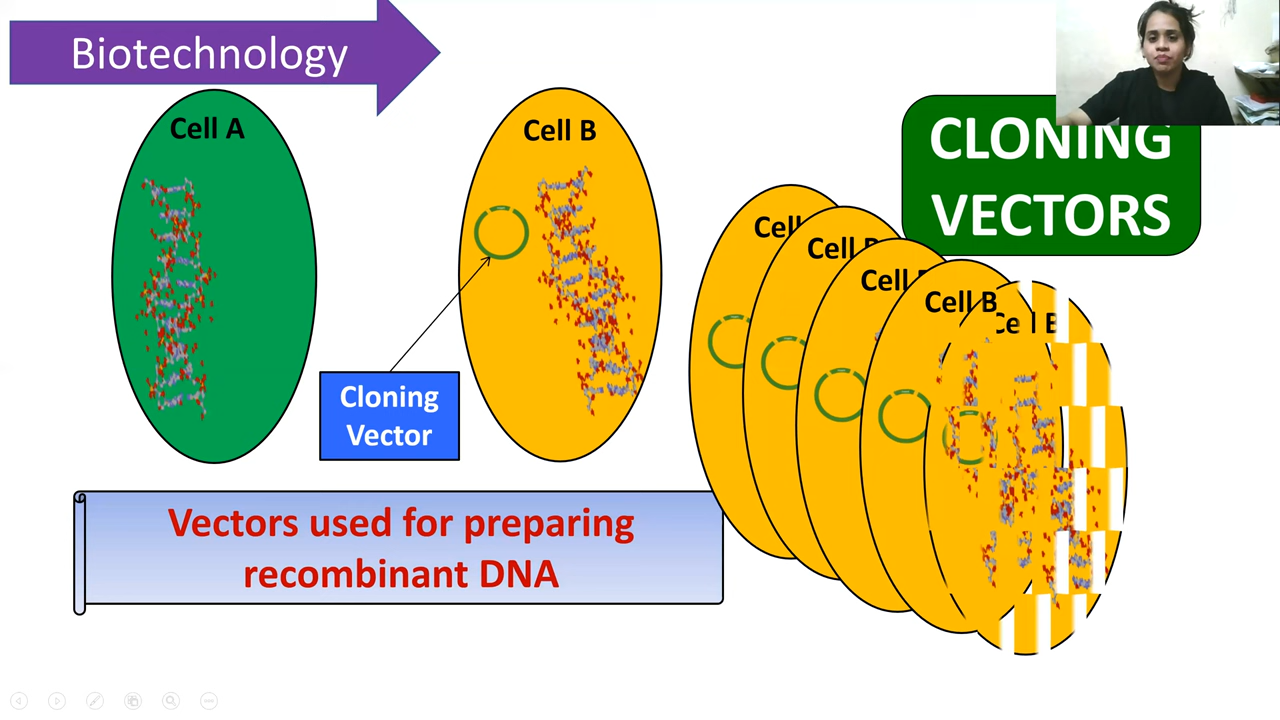 Biotechnology
Cell A
Cell B
CLONING
VECTORS
Cell
Cell B
Cell
Cell B
Cell B
Cloning
Vector
Vectors used for preparing
recombinant DNA